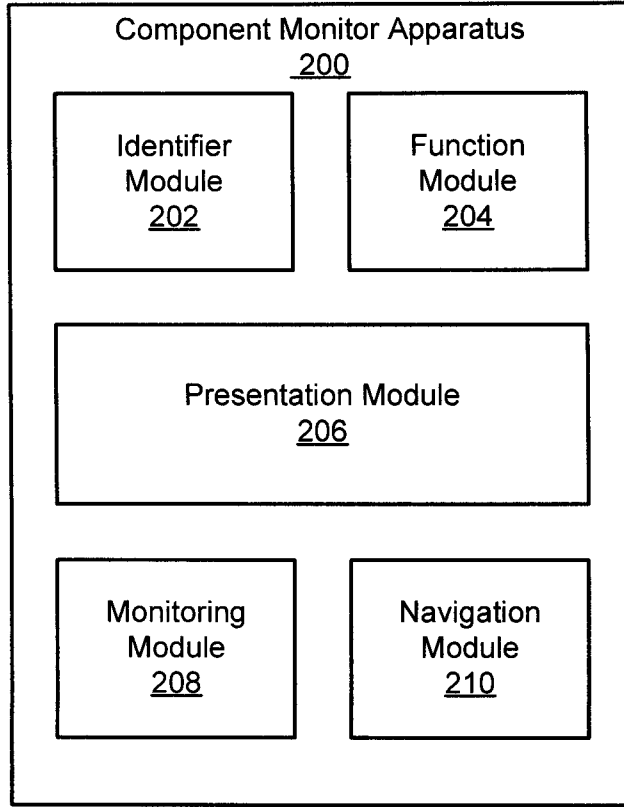 Component Monitor Apparatus
200
Identifier
Module
202
Function
Module
204
Presentation Module
206
Monitoring
Module
208
Navigation
Module
210